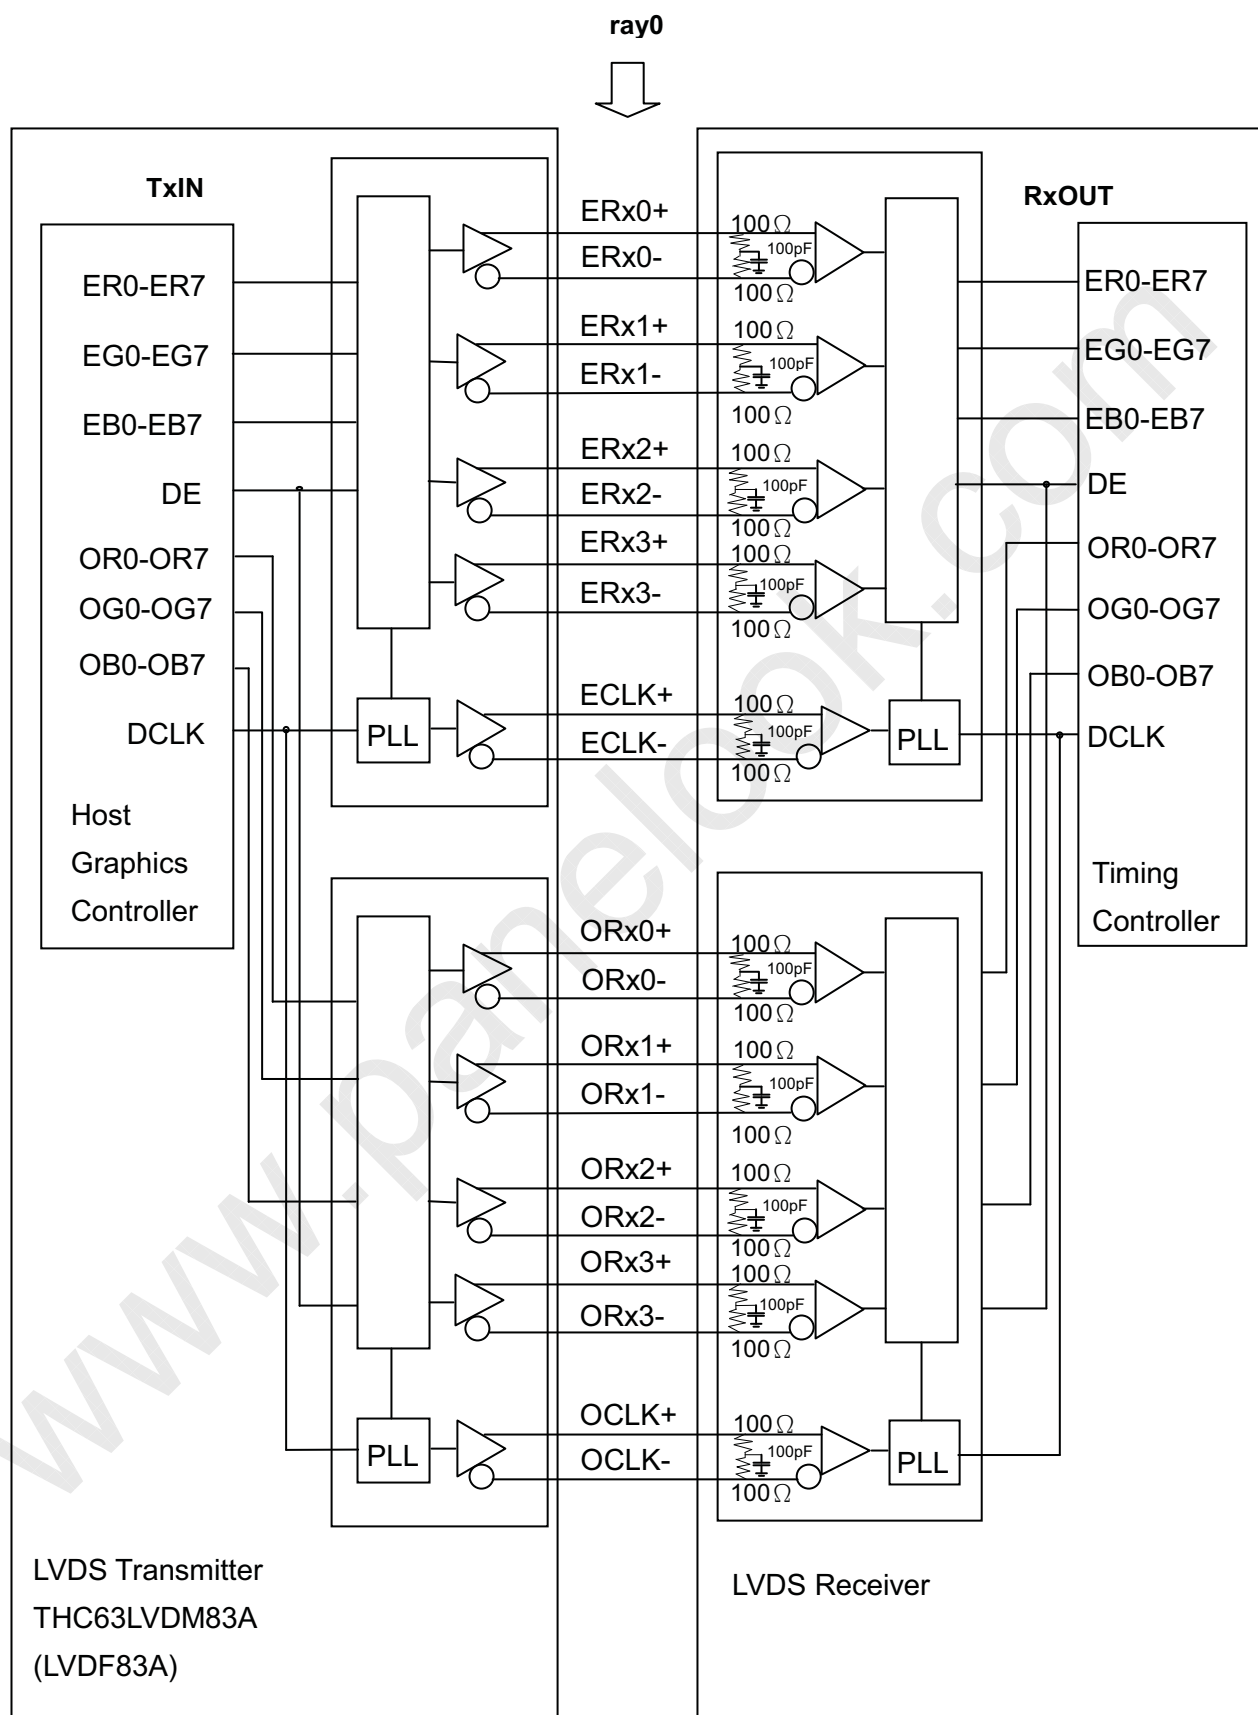 ray0
TxIN
RxOUT
ER0-ER7
EG0-EG7
EB0-EB7
DE
OR0-OR7
OG0-OG7
OB0-OB7
DCLK
Host
Graphics
Controller
PLL
ERx0+
ERx0-
ERx1+
ERx1-
ERx2+
ERx2-
ERx3+
ERx3-
ECLK+
ECLK-
100Ω
100pF
100Ω
100Ω
100pF
100Ω
100Ω
100pF
100Ω
100Ω
100pF
100Ω
100Ω
100pF
100Ω
PLL
ER0-ER7
EG0-EG7
EB0-EB7
DE
OR0-OR7
OG0-OG7
OB0-OB7
DCLK
Timing
Controller
PLL
ORx0+
ORx0-
ORx1+
ORx1-
ORx2+
ORx2-
ORx3+
ORx3-
OCLK+
OCLK-
100Ω
100pF
100Ω
100Ω
100pF
100Ω
100Ω
100pF
100Ω
100Ω
100pF
100Ω
100Ω
100pF
100Ω
PLL
LVDS Transmitter
THC63LVDM83A
(LVDF83A)
LVDS Receiver
www.panelook.com